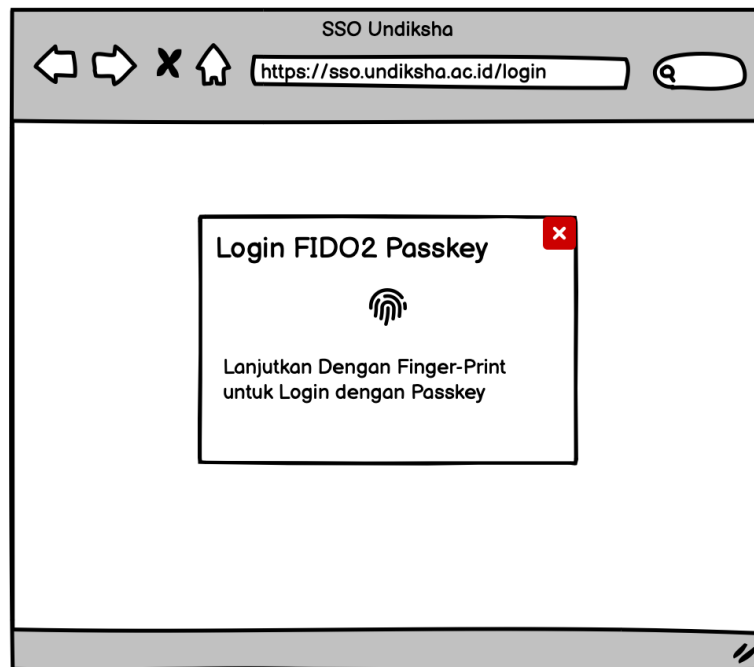 SSO Undiksha
https://sso.undiksha.ac.id/login
Login FIDO2 Passkey
Lanjutkan Dengan Finger-Print
untuk Login dengan Passkey